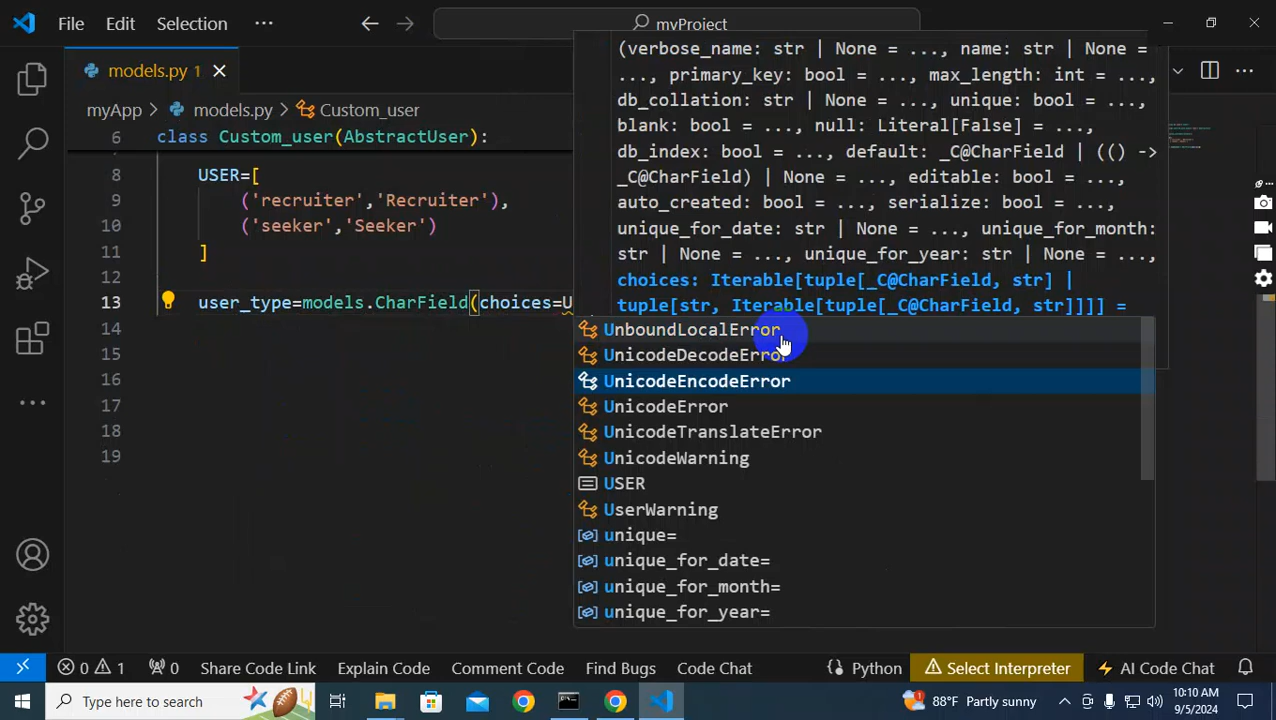 File Edit Selection ··· mvProject
models.py 1
myApp > models.py > Custom_user
6 class Custom_user(AbstractUser):
8 USER=[
9 ('recruiter','Recruiter'),
10 ('seeker','Seeker')
11 ]
12
13 user_type=models.CharField(choices=U
14
15
16
17
18
19
(verbose_name: str | None = ..., name: str | None =
..., primary_key: bool = ..., max_length: int = ...,
db_collation: str | None = ..., unique: bool = ...,
blank: bool = ..., null: Literal[False] = ...,
db_index: bool = ..., default: _C@CharField | (() ->
_C@CharField) | None = ..., editable: bool = ...,
auto_created: bool = ..., serialize: bool = ...,
unique_for_date: str | None = ..., unique_for_month:
str | None = ..., unique_for_year: str | None = ...,
choices: Iterable[tuple[_C@CharField, str] |
tuple[str, Iterable[tuple[_C@CharField, str]]]] =
UnboundLocalError
UnicodeDecodeError
UnicodeEncodeError
UnicodeError
UnicodeTranslateError
UnicodeWarning
USER
UserWarning
unique=
unique_for_date=
unique_for_month=
unique_for_year=
0 1 0 Share Code Link Explain Code Comment Code Find Bugs Code Chat Python Select Interpreter AI Code Chat
Type here to search 88°F Partly sunny 10:10 AM
9/5/2024